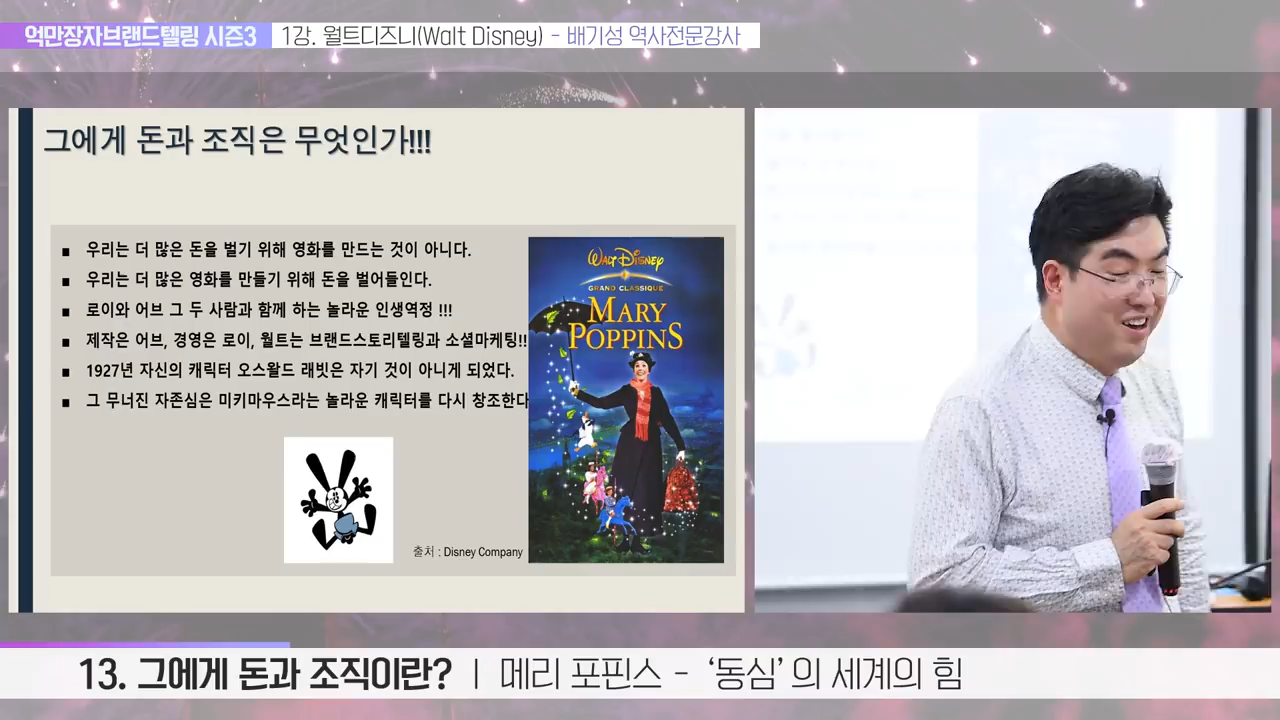 억만장자브랜드텔링 시즌3 1강. 월트디즈니(Walt Disney) - 배기성 역사전문강사
그에게 돈과 조직은 무엇인가!!!
우리는 더 많은 돈을 벌기 위해 영화를 만드는 것이 아니다.
우리는 더 많은 영화를 만들기 위해 돈을 벌어들인다.
로이와 어브 그 두 사람과 함께 하는 놀라운 인생역정 !!!
제작은 어브, 경영은 로이, 월트는 브랜드스토리텔링과 소셜마케팅!!
1927년 자신의 캐릭터 오스왈드 래빗은 자기 것이 아니게 되었다.
그 무너진 자존심은 미키마우스라는 놀라운 캐릭터를 다시 창조한다
WALT DISNEY
GRAND CLASSIQUE
MARY
POPPINS
출처 : Disney Company
13. 그에게 돈과 조직이란? | 메리 포핀스 - ‘동심’의 세계의 힘